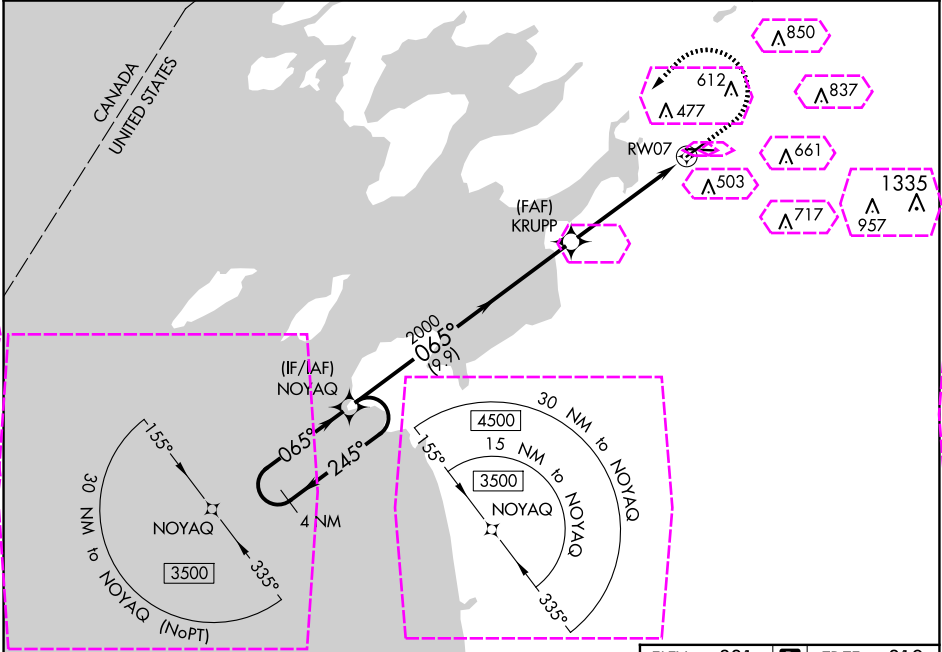 850
612
837
477
CANADA
UNITED STATES
RW07
661
503
1335
957
717
(FAF)
KRUPP
2000
065°
(9.9)
(IF/IAF)
NOYAQ
065°
245°
4 NM
155°
NOYAQ
3500
335°
30 NM to NOYAQ (NoPT)
4500
30 NM to NOYAQ
15 NM to NOYAQ
155°
3500
NOYAQ
335°